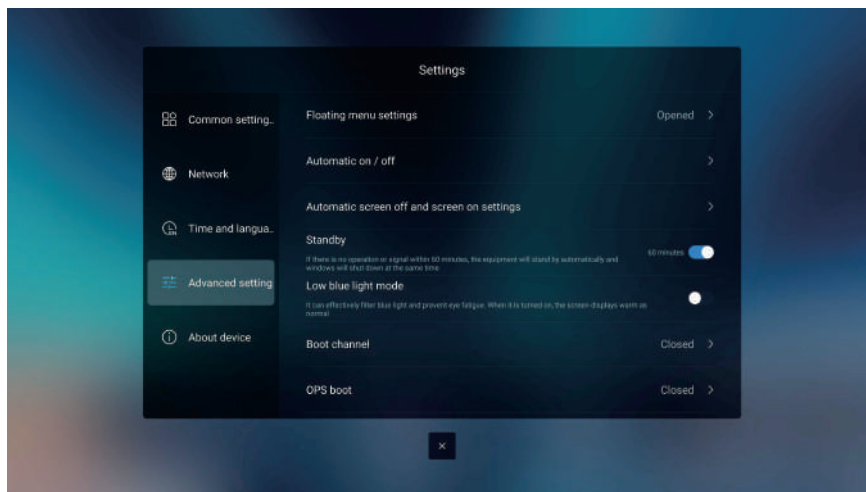 Settings
Common setting..
Network
Time and langua..
Advanced setting
About device
Floating menu settings
Opened
Automatic on / off
Automatic screen off and screen on settings
Standby
If there is no operation or signal within 60 minutes, the equipment will stand by automatically and
windows will shut down at the same time
60 minutes
Low blue light mode
It can effectively filter blue light and prevent eye fatigue. When it is turned on, the screen displays warm as
normal
Boot channel
Closed
OPS boot
Closed